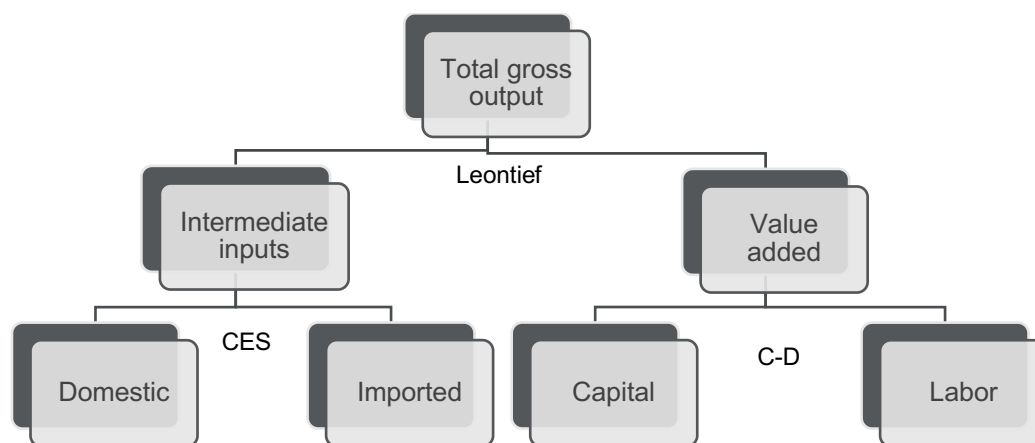 Total gross
output
Leontief
Intermediate
inputs
Value
added
CES
C-D
Domestic
Imported
Capital
Labor